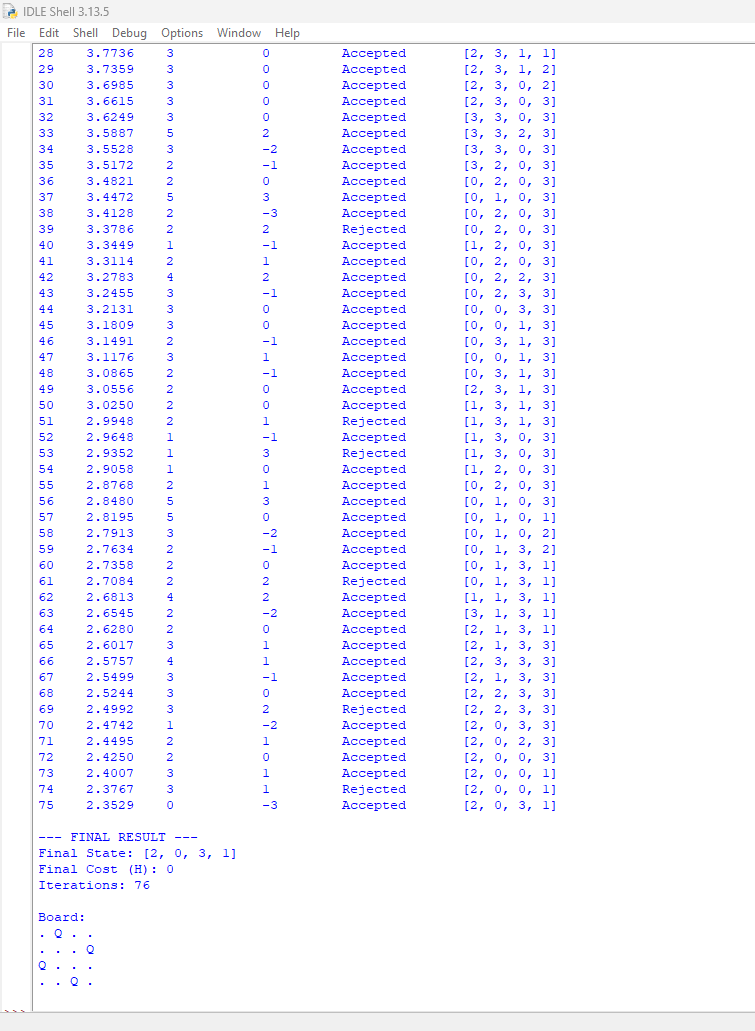 IDLE Shell 3.13.5
File Edit Shell Debug Options Window Help
28 3.7736 3 0 Accepted [2, 3, 1, 1]
29 3.7359 3 0 Accepted [2, 3, 1, 2]
30 3.6985 3 0 Accepted [2, 3, 0, 2]
31 3.6615 3 0 Accepted [2, 3, 0, 3]
32 3.6249 3 0 Accepted [3, 3, 0, 3]
33 3.5887 5 2 Accepted [3, 3, 2, 3]
34 3.5528 3 -2 Accepted [3, 3, 0, 3]
35 3.5172 2 -1 Accepted [3, 2, 0, 3]
36 3.4821 2 0 Accepted [0, 2, 0, 3]
37 3.4472 5 3 Accepted [0, 1, 0, 3]
38 3.4128 2 -3 Accepted [0, 2, 0, 3]
39 3.3786 2 2 Rejected [0, 2, 0, 3]
40 3.3449 1 -1 Accepted [1, 2, 0, 3]
41 3.3114 2 1 Accepted [0, 2, 0, 3]
42 3.2783 4 2 Accepted [0, 2, 2, 3]
43 3.2455 3 -1 Accepted [0, 2, 3, 3]
44 3.2131 3 0 Accepted [0, 0, 3, 3]
45 3.1809 3 0 Accepted [0, 0, 1, 3]
46 3.1491 2 -1 Accepted [0, 3, 1, 3]
47 3.1176 3 1 Accepted [0, 0, 1, 3]
48 3.0865 2 -1 Accepted [0, 3, 1, 3]
49 3.0556 2 0 Accepted [2, 3, 1, 3]
50 3.0250 2 0 Accepted [1, 3, 1, 3]
51 2.9948 2 1 Rejected [1, 3, 1, 3]
52 2.9648 1 -1 Accepted [1, 3, 0, 3]
53 2.9352 1 3 Rejected [1, 3, 0, 3]
54 2.9058 1 0 Accepted [1, 2, 0, 3]
55 2.8768 2 1 Accepted [0, 2, 0, 3]
56 2.8480 5 3 Accepted [0, 1, 0, 3]
57 2.8195 5 0 Accepted [0, 1, 0, 1]
58 2.7913 3 -2 Accepted [0, 1, 0, 2]
59 2.7634 2 -1 Accepted [0, 1, 3, 2]
60 2.7358 2 0 Accepted [0, 1, 3, 1]
61 2.7084 2 2 Rejected [0, 1, 3, 1]
62 2.6813 4 2 Accepted [1, 1, 3, 1]
63 2.6545 2 -2 Accepted [3, 1, 3, 1]
64 2.6280 2 0 Accepted [2, 1, 3, 1]
65 2.6017 3 1 Accepted [2, 1, 3, 3]
66 2.5757 4 1 Accepted [2, 3, 3, 3]
67 2.5499 3 -1 Accepted [2, 1, 3, 3]
68 2.5244 3 0 Accepted [2, 2, 3, 3]
69 2.4992 3 2 Rejected [2, 2, 3, 3]
70 2.4742 1 -2 Accepted [2, 0, 3, 3]
71 2.4495 2 1 Accepted [2, 0, 2, 3]
72 2.4250 2 0 Accepted [2, 0, 0, 3]
73 2.4007 3 1 Accepted [2, 0, 0, 1]
74 2.3767 3 1 Rejected [2, 0, 0, 1]
75 2.3529 0 -3 Accepted [2, 0, 3, 1]
--- FINAL RESULT ---
Final State: [2, 0, 3, 1]
Final Cost (H): 0
Iterations: 76
Board:
. Q . .
. . . Q
Q . . .
. . Q .
>>>